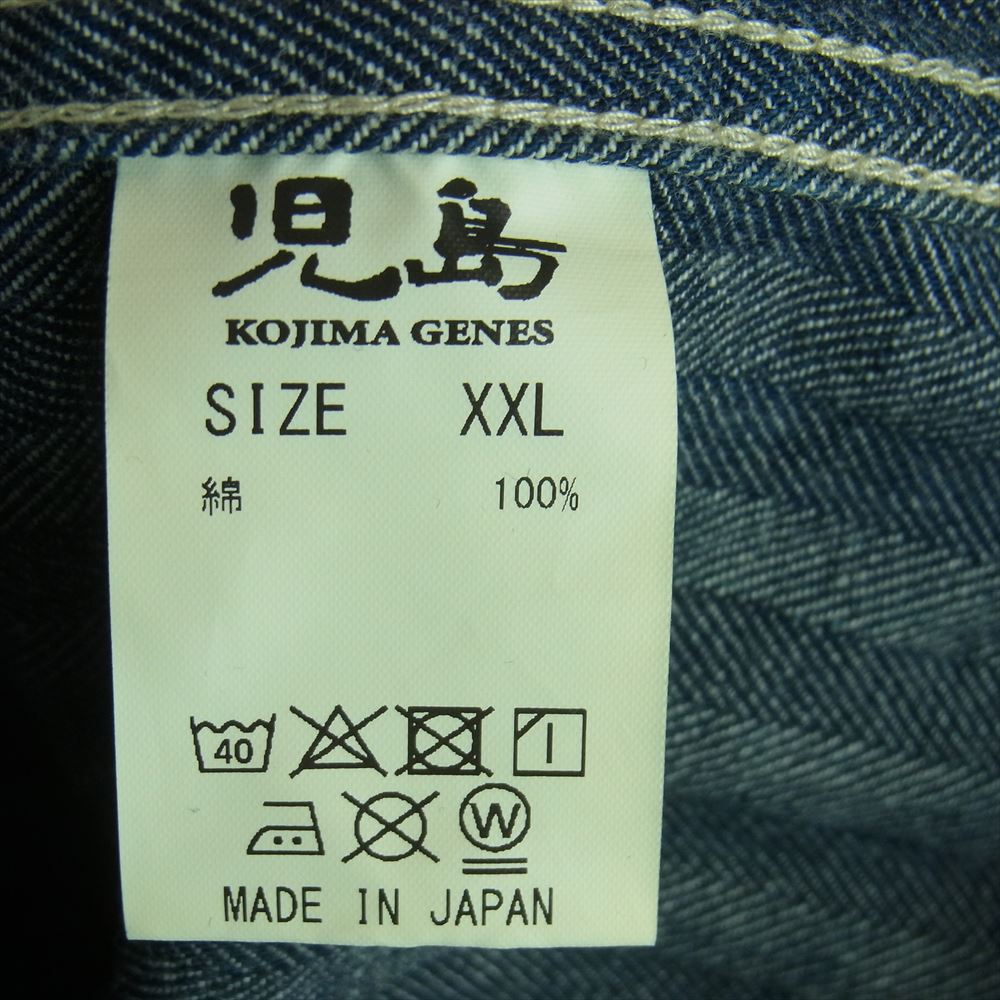 児島
KOJIMA GENES
SIZE XXL
綿 100%
40
W
MADE IN JAPAN